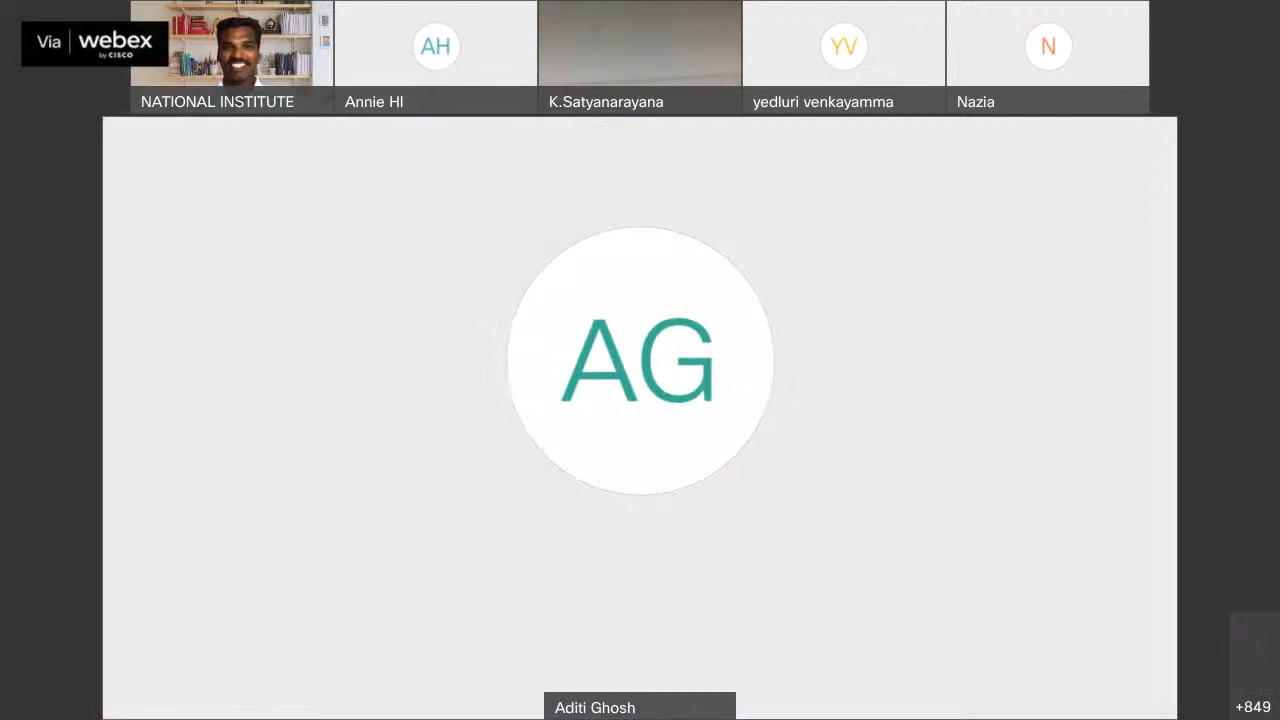 Via webex
by CISCO
NATIONAL INSTITUTE
AH
Annie HI
K.Satyanarayana
YV
yedluri venkayamma
N
Nazia
AG
Aditi Ghosh
+849